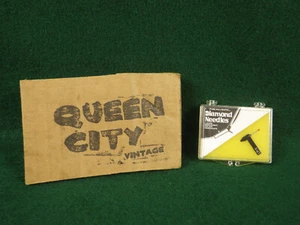 QUEEN
CITY
VINTAGE
Diamond
Needles